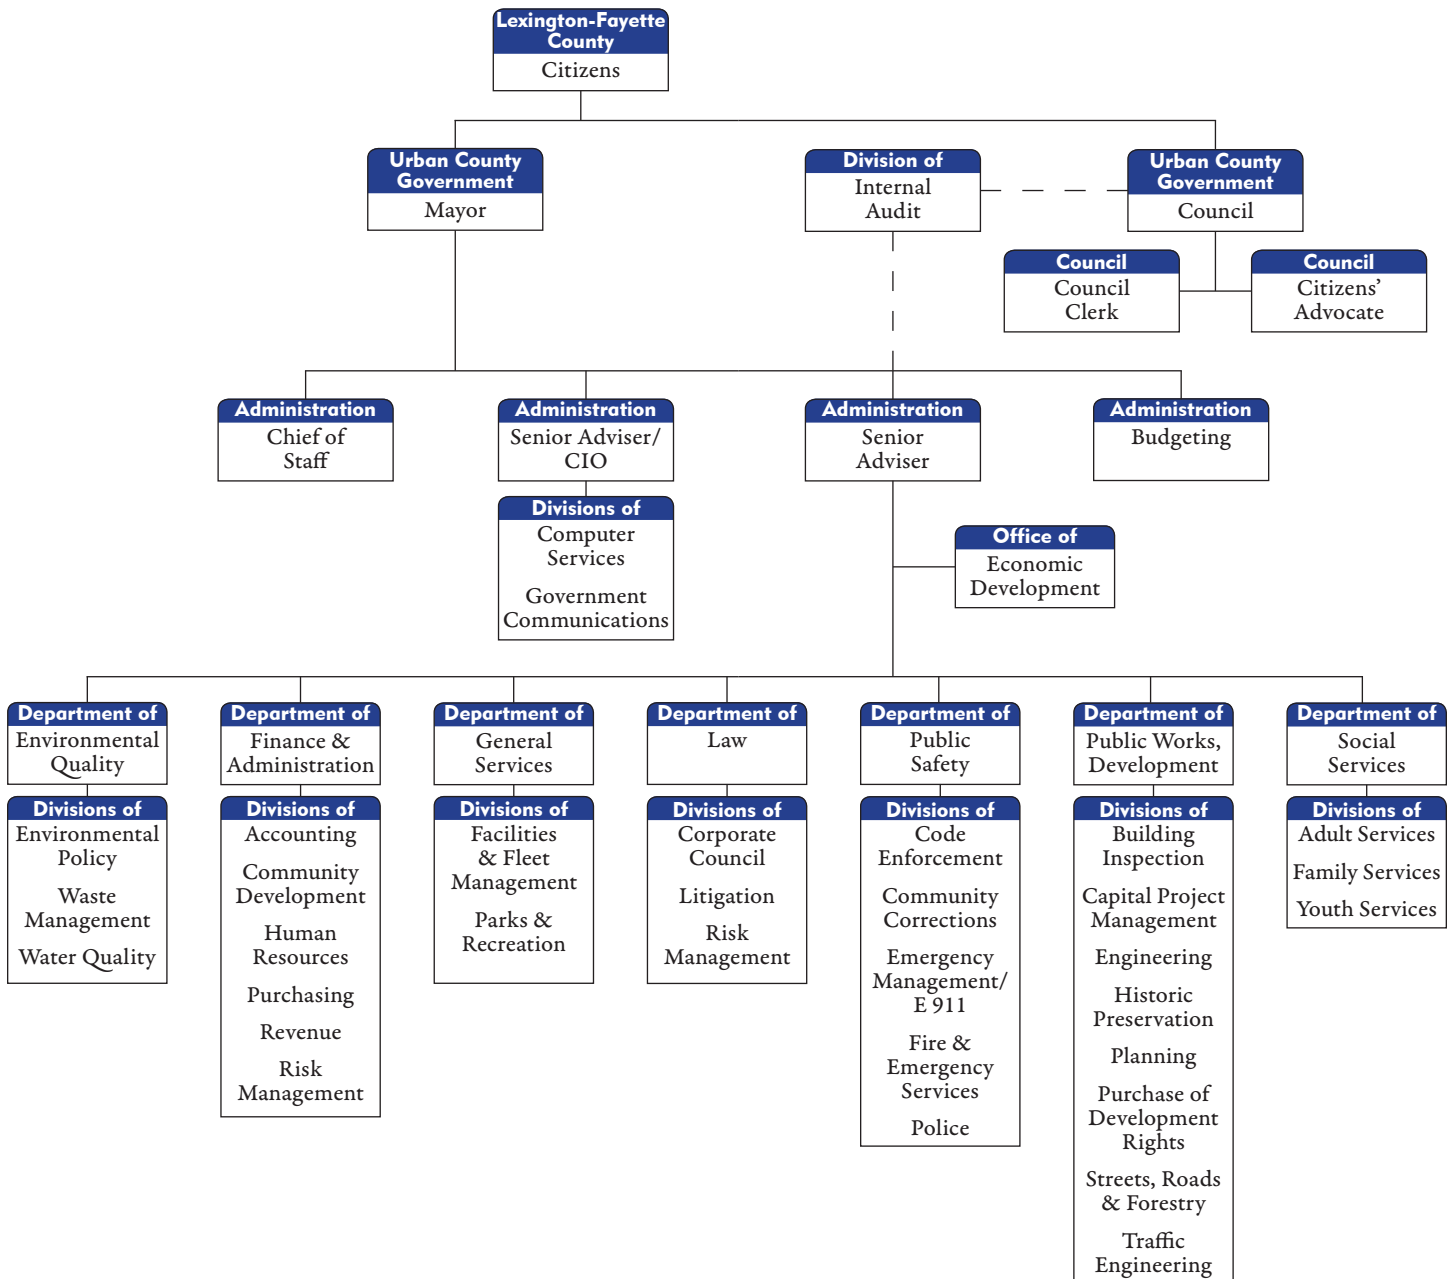 Lexington-Fayette
County
Citizens
Urban County
Government
Mayor
Division of
Internal
Audit
Urban County
Government
Council
Council
Council
Clerk
Council
Citizens’
Advocate
Administration
Chief of
Staff
Administration
Senior Adviser/
CIO
Administration
Senior
Adviser
Administration
Budgeting
Divisions of
Computer
Services
Government
Communications
Office of
Economic
Development
Department of
Environmental
Quality
Divisions of
Environmental
Policy
Waste
Management
Water Quality
Department of
Finance &
Administration
Divisions of
Accounting
Community
Development
Human
Resources
Purchasing
Revenue
Risk
Management
Department of
General
Services
Divisions of
Facilities
& Fleet
Management
Parks &
Recreation
Department of
Law
Divisions of
Corporate
Council
Litigation
Risk
Management
Department of
Public
Safety
Divisions of
Code
Enforcement
Community
Corrections
Emergency
Management/
E 911
Fire &
Emergency
Services
Police
Department of
Public Works,
Development
Divisions of
Building
Inspection
Capital Project
Management
Engineering
Historic
Preservation
Planning
Purchase of
Development
Rights
Streets, Roads
& Forestry
Traffic
Engineering
Department of
Social
Services
Divisions of
Adult Services
Family Services
Youth Services